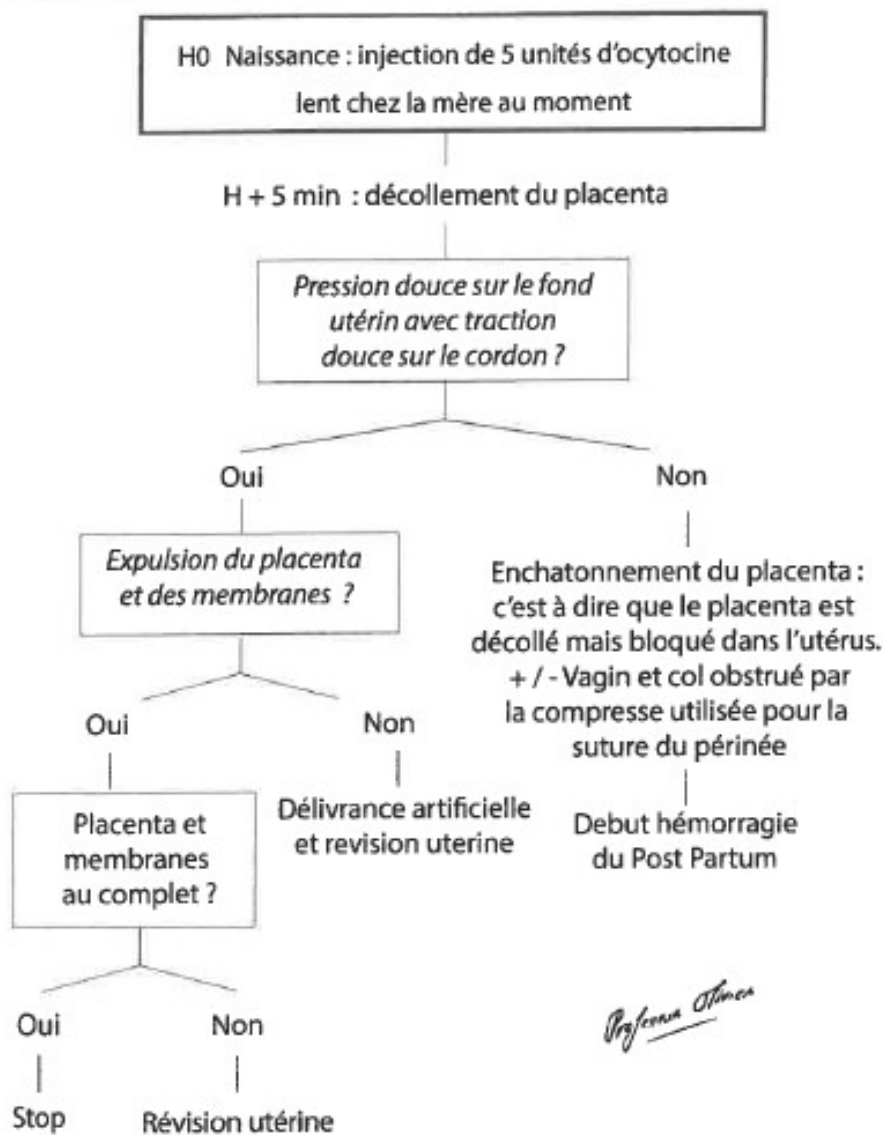 H0 Naissance : injection de 5 unités d'ocytocine
lent chez la mère au moment
H + 5 min : décollement du placenta
Pression douce sur le fond
utérin avec traction
douce sur le cordon ?
Oui
Non
Expulsion du placenta
et des membranes ?
Enchatonnement du placenta :
c'est à dire que le placenta est
décollé mais bloqué dans l'utérus.
+ / - Vagin et col obstrué par
la compresse utilisée pour la
suture du périnée
Oui
Non
Placenta et
membranes
au complet ?
Délivrance artificielle
et revision uterine
Debut hémorragie
du Post Partum
Oui
Non
Stop
Révision utérine